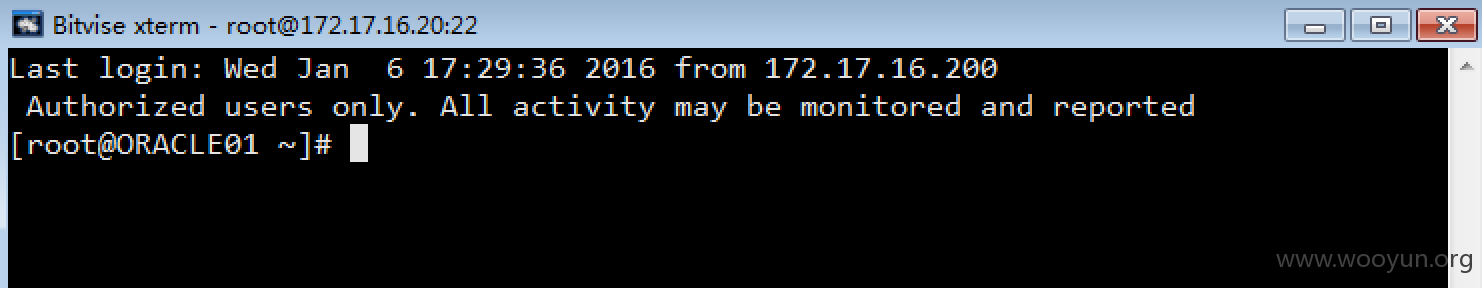 Bitvise xterm - root@172.17.16.20:22
Last login: Wed Jan  6 17:29:36 2016 from 172.17.16.200
 Authorized users only. All activity may be monitored and reported
[root@ORACLE01 ~]#
www.wooyun.org